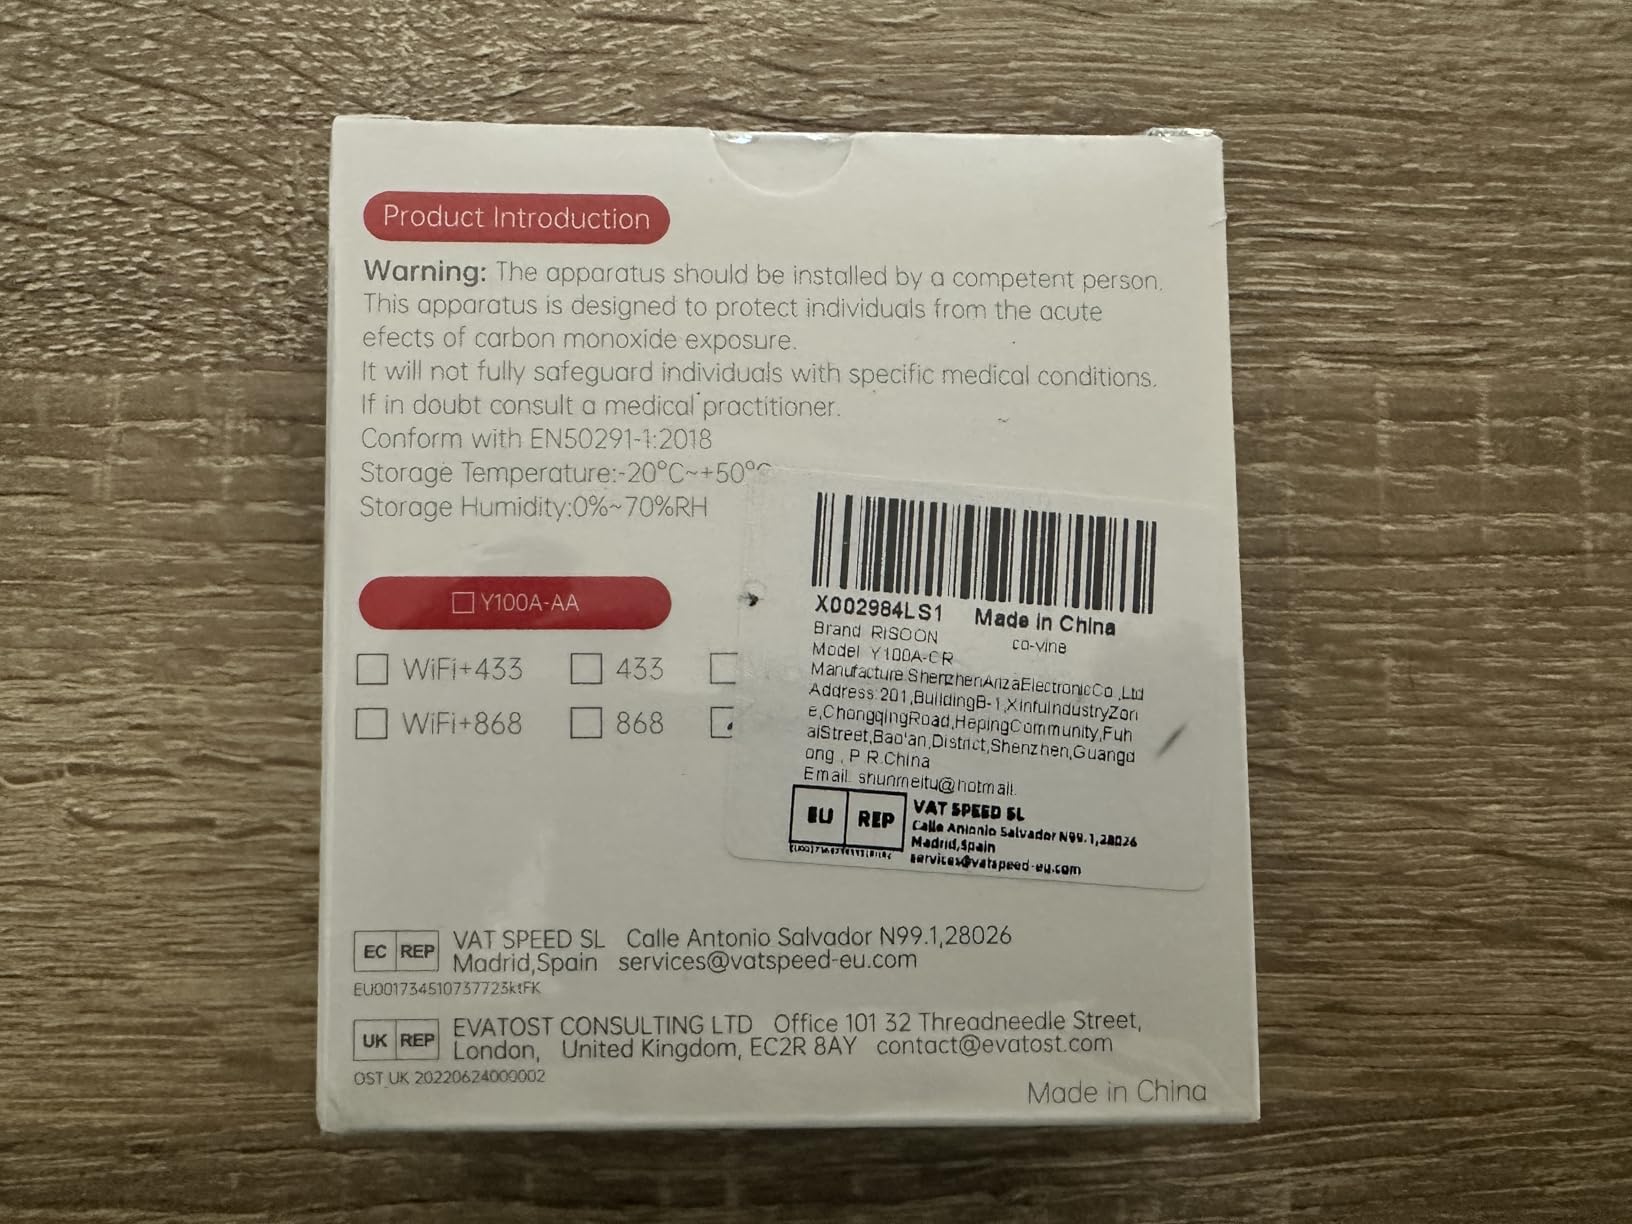 Product Introduction
Warning: The apparatus should be installed by a competent person.
This apparatus is designed to protect individuals from the acute
efects of carbon monoxide exposure.
It will not fully safeguard individuals with specific medical conditions.
If in doubt consult a medical practitioner.
Conform with EN50291-1:2018
Storage Temperature:-20°C~+50°C
Storage Humidity:0%~70%RH
☐ Y100A-AA
☐ WiFi+433 ☐ 433 ☐
☐ WiFi+868 ☐ 868 ☐
X002984LS1 Made in China
Brand RISOON co-vine
Model Y100A-CR
Manufacture:ShenzhenArizaElectronicCo.,Ltd
Address:201,BuildingB-1,XinfuIndustryZon
e,ChongqingRoad,HepingCommunity,Fuh
aiStreet,Bao'an,District,Shenzhen,Guangd
ong , P R.China
Email: shunmeitu@hotmail.
EU REP VAT SPEED SL
Calle Antonio Salvador N99.1,28026
Madrid,Spain
services@vatspeed-eu.com
EC REP VAT SPEED SL Calle Antonio Salvador N99.1,28026
Madrid,Spain services@vatspeed-eu.com
EU001734510737723ktFK
UK REP EVATOST CONSULTING LTD Office 101 32 Threadneedle Street,
London, United Kingdom, EC2R 8AY contact@evatost.com
OST_UK 20220624000002
Made in China